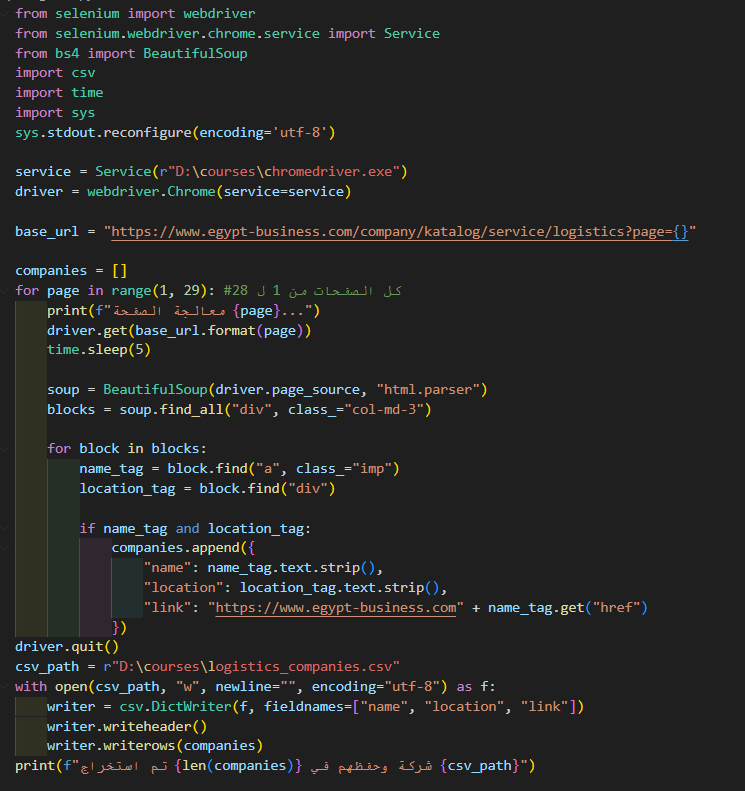 from selenium import webdriver
from selenium.webdriver.chrome.service import Service
from bs4 import BeautifulSoup
import csv
import time
import sys
sys.stdout.reconfigure(encoding='utf-8')

service = Service(r"D:\courses\chromedriver.exe")
driver = webdriver.Chrome(service=service)

base_url = "https://www.egypt-business.com/company/katalog/service/logistics?page={}"

companies = []
for page in range(1, 29): #كل الصفحات من 1 ل 28
    print(f"معالجة الصفحة {page}...")
    driver.get(base_url.format(page))
    time.sleep(5)

    soup = BeautifulSoup(driver.page_source, "html.parser")
    blocks = soup.find_all("div", class_="col-md-3")

    for block in blocks:
        name_tag = block.find("a", class_="imp")
        location_tag = block.find("div")

        if name_tag and location_tag:
            companies.append({
                "name": name_tag.text.strip(),
                "location": location_tag.text.strip(),
                "link": "https://www.egypt-business.com" + name_tag.get("href")
            })
driver.quit()
csv_path = r"D:\courses\logistics_companies.csv"
with open(csv_path, "w", newline="", encoding="utf-8") as f:
    writer = csv.DictWriter(f, fieldnames=["name", "location", "link"])
    writer.writeheader()
    writer.writerows(companies)
print(f"تم استخراج {len(companies)} شركة وحفظهم في {csv_path}")